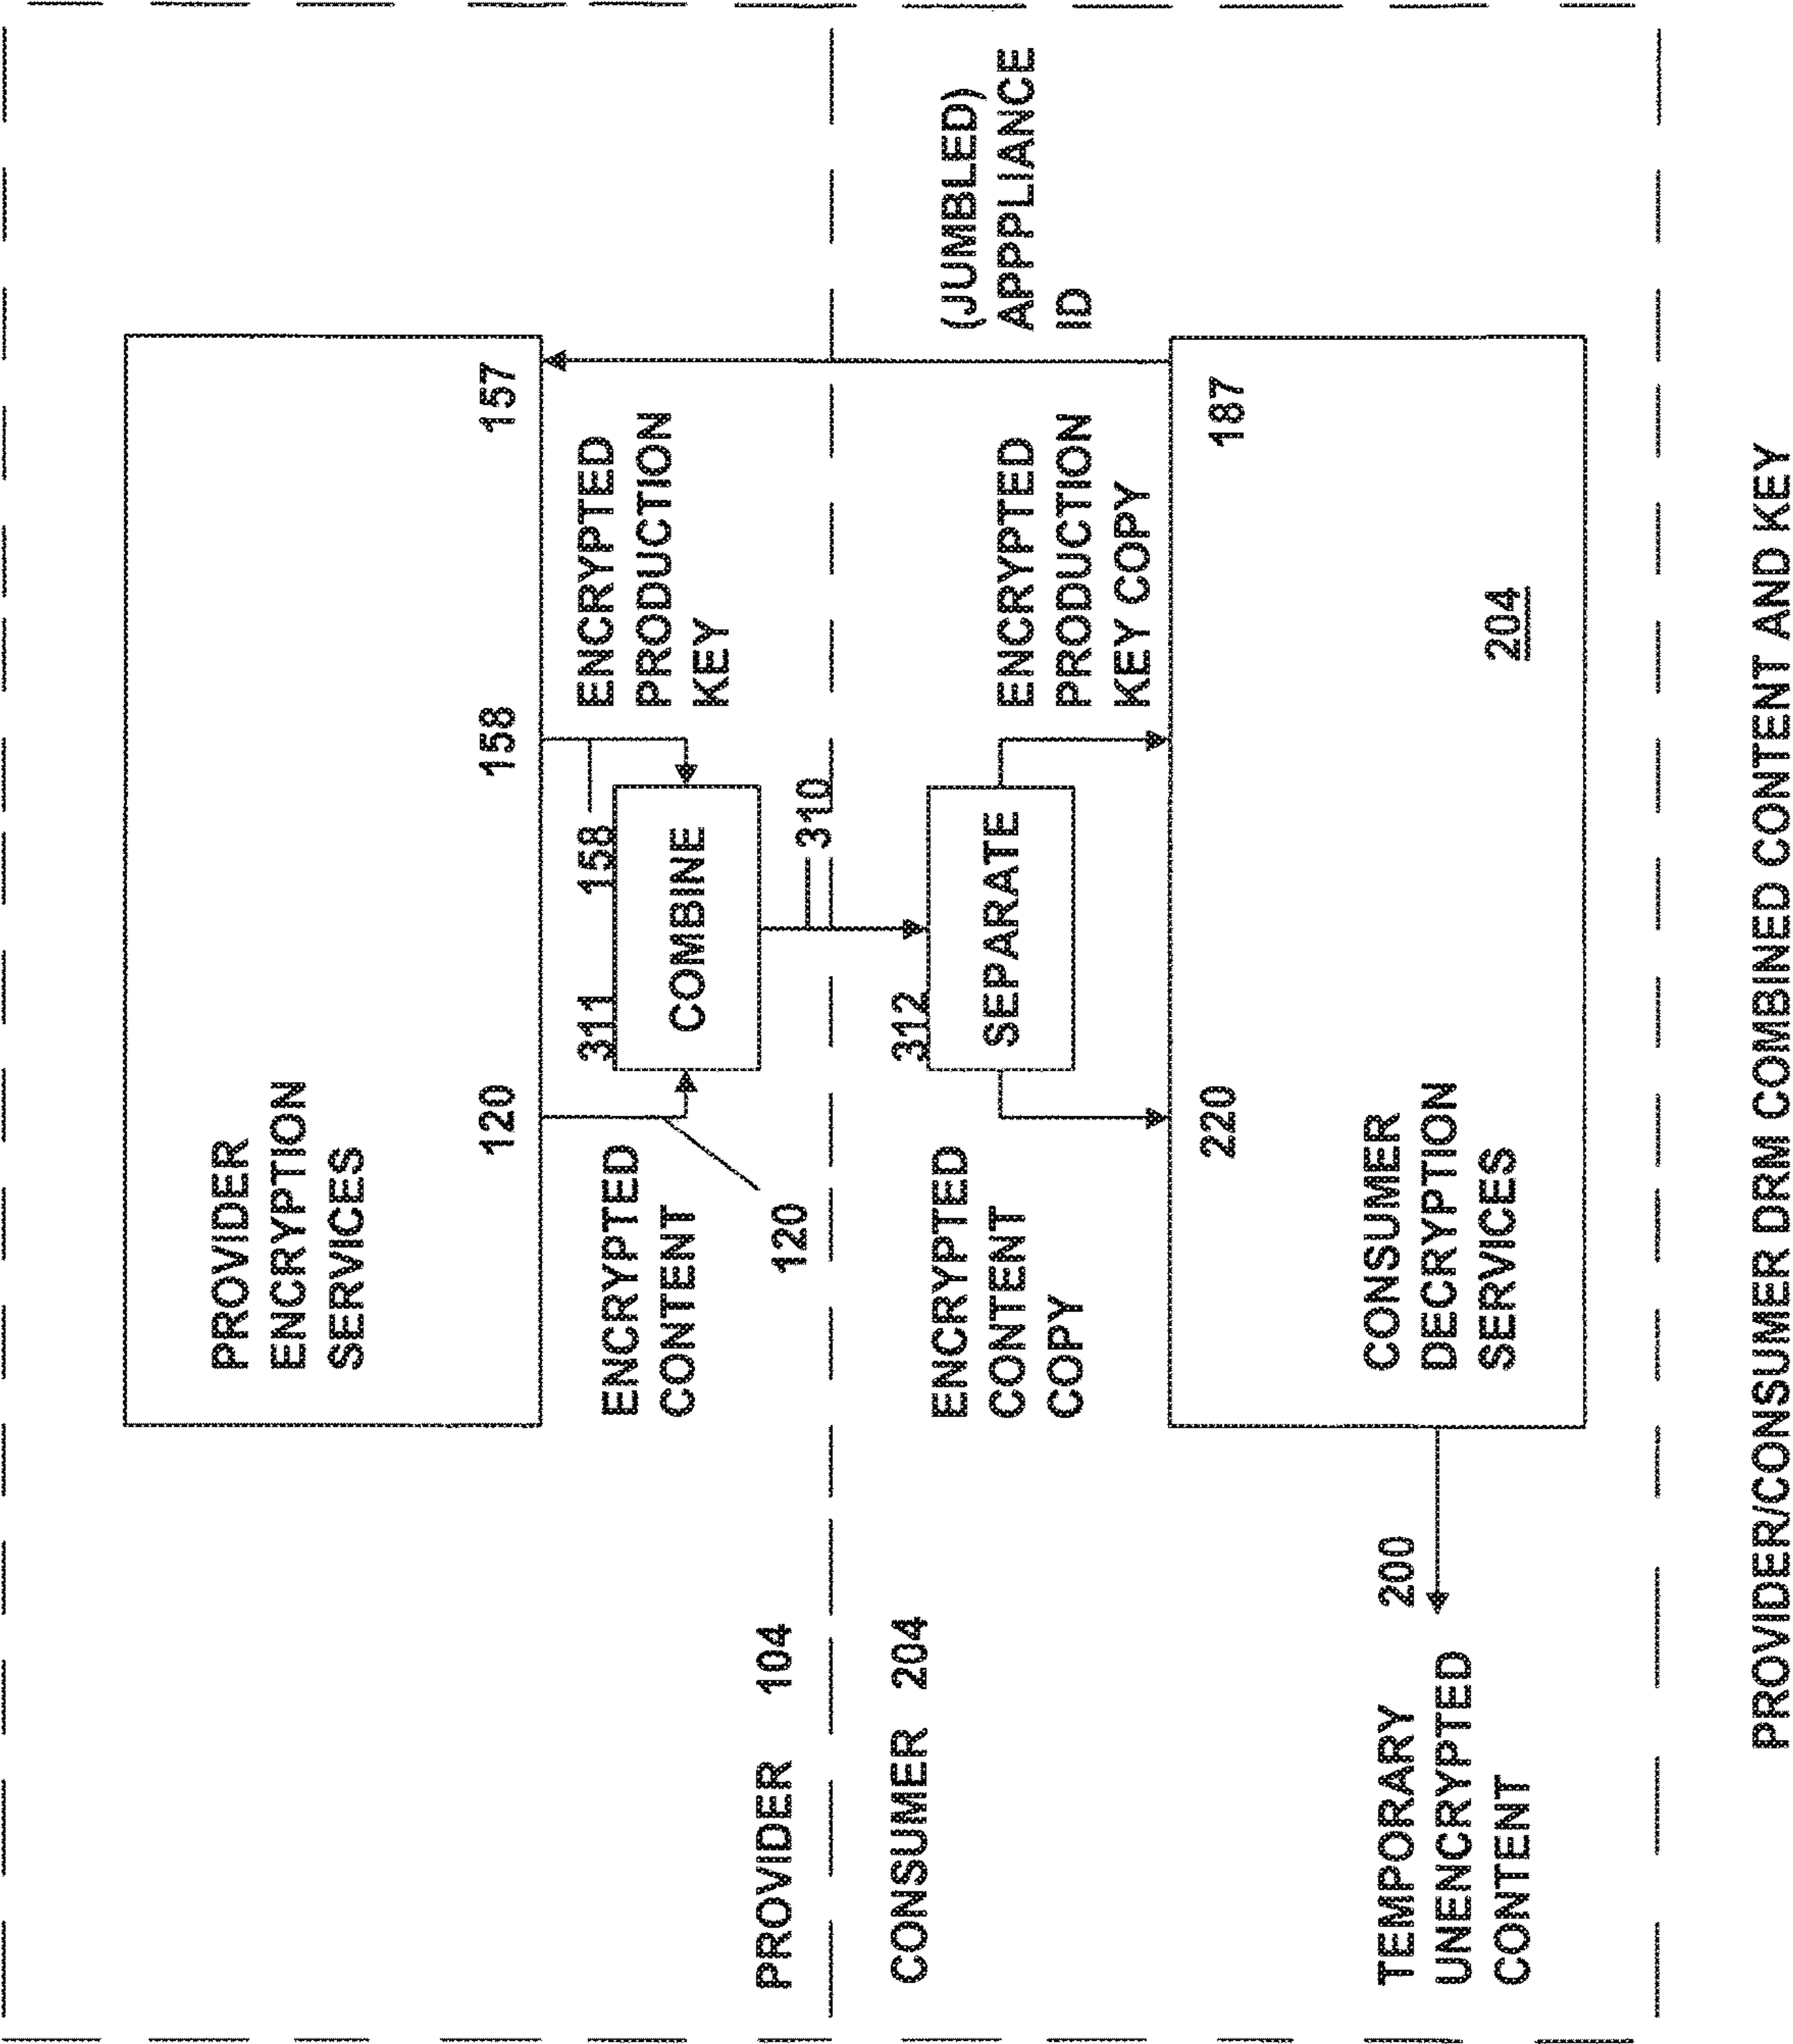 PROVIDER
ENCRYPTION
SERVICES
120
158
157
ENCRYPTED
CONTENT
120
311
158
COMBINE
ENCRYPTED
PRODUCTION
KEY
310
PROVIDER 104
CONSUMER 204
(JUMBLED)
APPPLIANCE
ID
ENCRYPTED
CONTENT
COPY
312
SEPARATE
ENCRYPTED
PRODUCTION
KEY COPY
220
187
CONSUMER
DECRYPTION
SERVICES
204
200
TEMPORARY
UNENCRYPTED
CONTENT
PROVIDER/CONSUMER DRM COMBINED CONTENT AND KEY